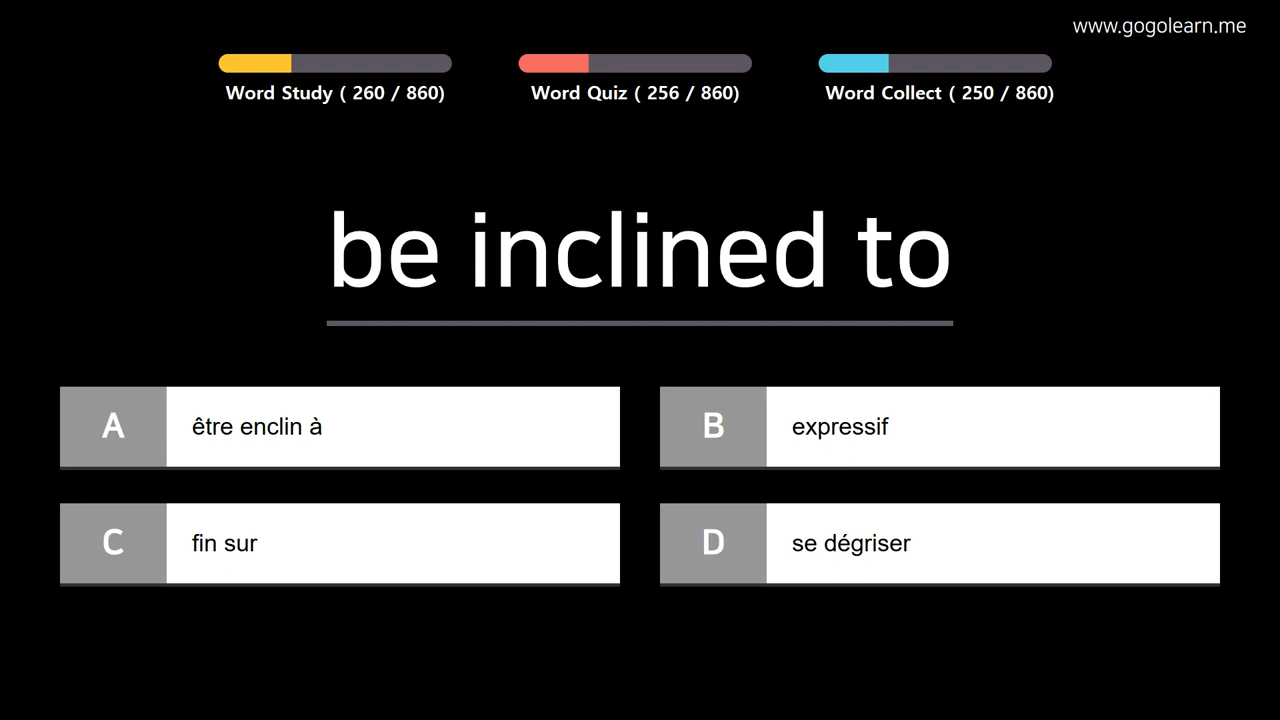 www.gogolearn.me
Word Study ( 260 / 860)
Word Quiz ( 256 / 860)
Word Collect ( 250 / 860)
be inclined to
A être enclin à
B expressif
C fin sur
D se dégriser